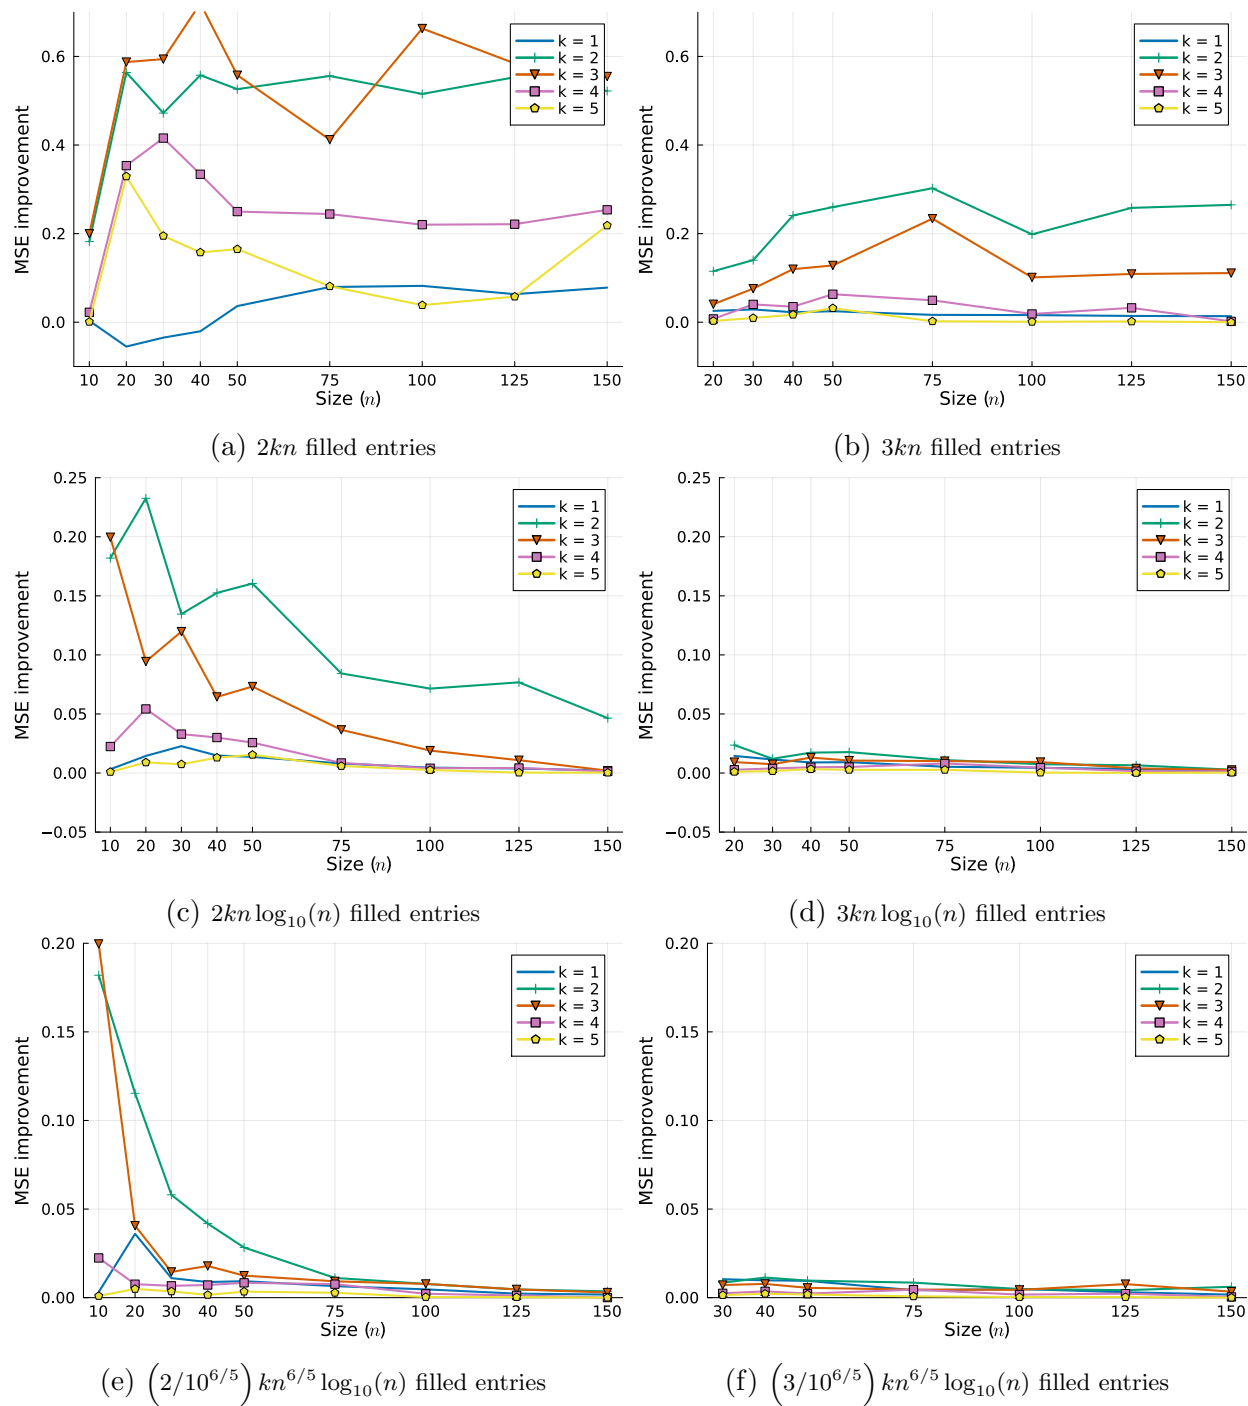 MSE improvement
0.6
0.4
0.2
0.0
10 20 30 40 50 75 100 125 150
Size (n)
k = 1
k = 2
k = 3
k = 4
k = 5
(a) 2kn filled entries
MSE improvement
0.6
0.4
0.2
0.0
20 30 40 50 75 100 125 150
Size (n)
k = 1
k = 2
k = 3
k = 4
k = 5
(b) 3kn filled entries
MSE improvement
0.25
0.20
0.15
0.10
0.05
0.00
−0.05
10 20 30 40 50 75 100 125 150
Size (n)
k = 1
k = 2
k = 3
k = 4
k = 5
(c) 2kn log₁₀(n) filled entries
MSE improvement
0.25
0.20
0.15
0.10
0.05
0.00
−0.05
20 30 40 50 75 100 125 150
Size (n)
k = 1
k = 2
k = 3
k = 4
k = 5
(d) 3kn log₁₀(n) filled entries
MSE improvement
0.20
0.15
0.10
0.05
0.00
10 20 30 40 50 75 100 125 150
Size (n)
k = 1
k = 2
k = 3
k = 4
k = 5
(e) (2/10^{6/5}) kn^{6/5} log₁₀(n) filled entries
MSE improvement
0.20
0.15
0.10
0.05
0.00
30 40 50 75 100 125 150
Size (n)
k = 1
k = 2
k = 3
k = 4
k = 5
(f) (3/10^{6/5}) kn^{6/5} log₁₀(n) filled entries